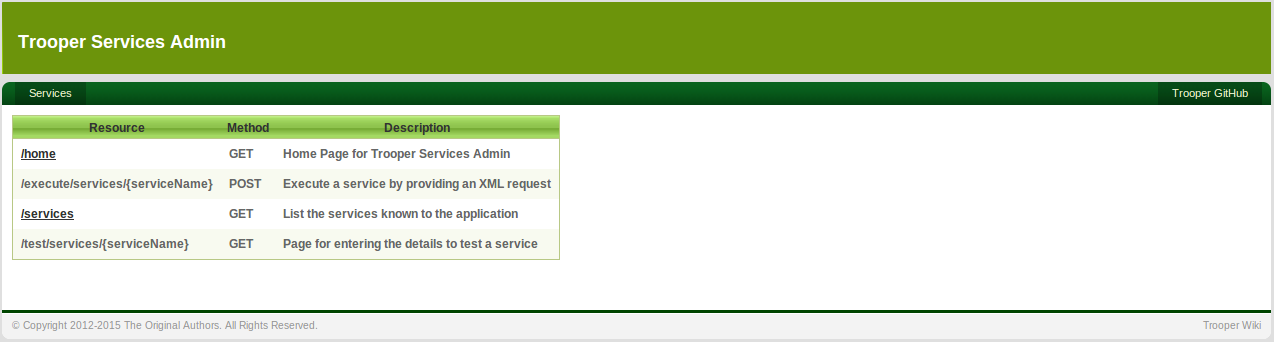 Trooper Services Admin
Services Trooper GitHub
Resource Method Description
/home GET Home Page for Trooper Services Admin
/execute/services/{serviceName} POST Execute a service by providing an XML request
/services GET List the services known to the application
/test/services/{serviceName} GET Page for entering the details to test a service
© Copyright 2012-2015 The Original Authors. All Rights Reserved. Trooper Wiki